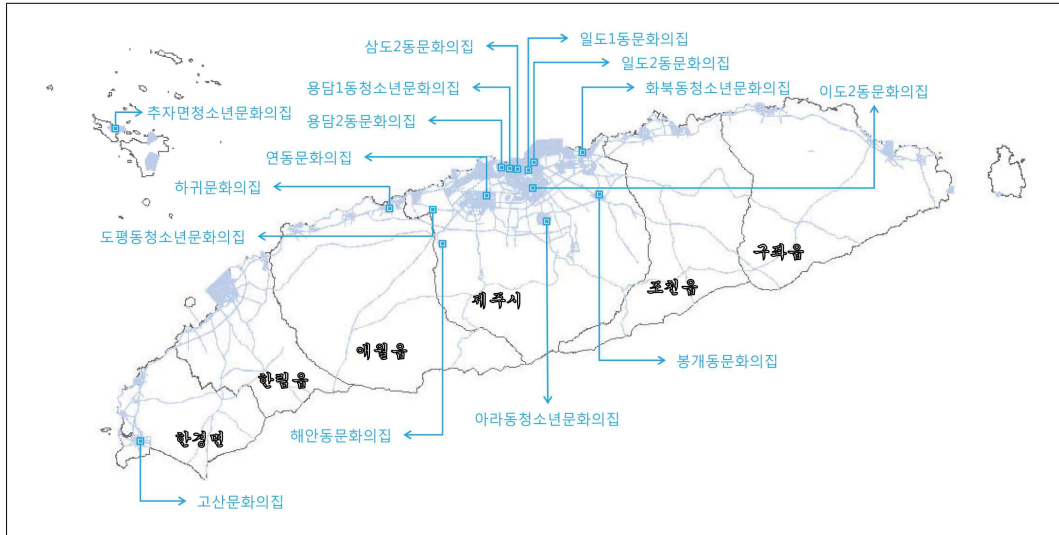 삼도2동문화의집
일도1동문화의집
일도2동문화의집
용담1동청소년문화의집
화북동청소년문화의집
이도2동문화의집
추자면청소년문화의집
용담2동문화의집
연동문화의집
하귀문화의집
도평동청소년문화의집
구좌읍
조천읍
제주시
애월읍
한림읍
한경면
봉개동문화의집
아라동청소년문화의집
해안동문화의집
고산문화의집